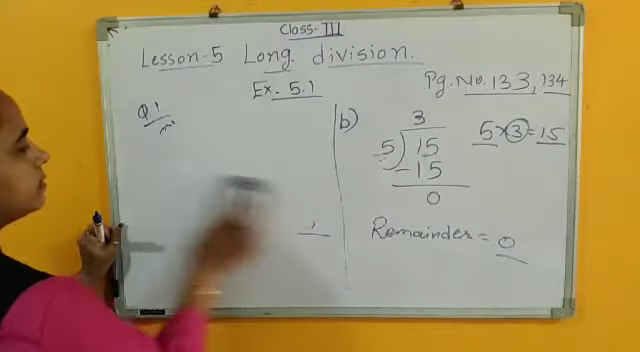 Class-III
Lesson-5 Long division.
Ex. 5.1
Pg. No. 133, 134
Q.1
b)
3
5) 15
-15
0
5×3=15
Remainder = 0